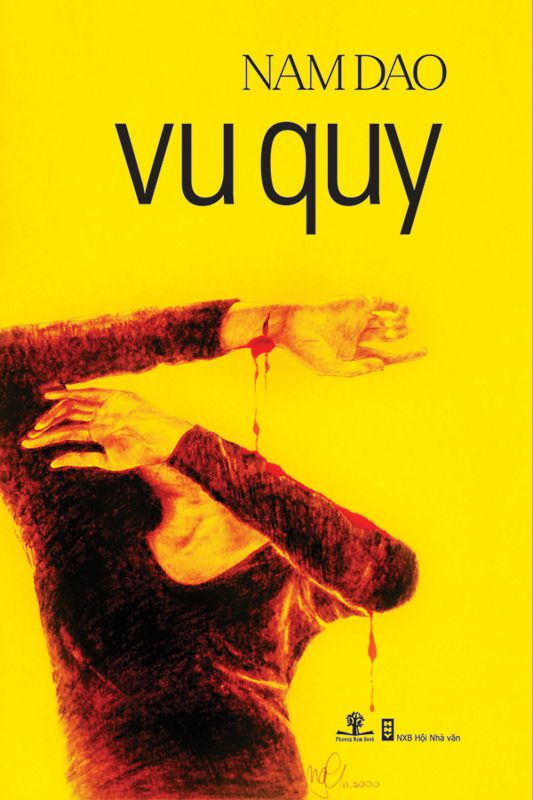 NAM DAO
vu quy
Phuong Nam Book
NXB Hội Nhà văn
11.2000